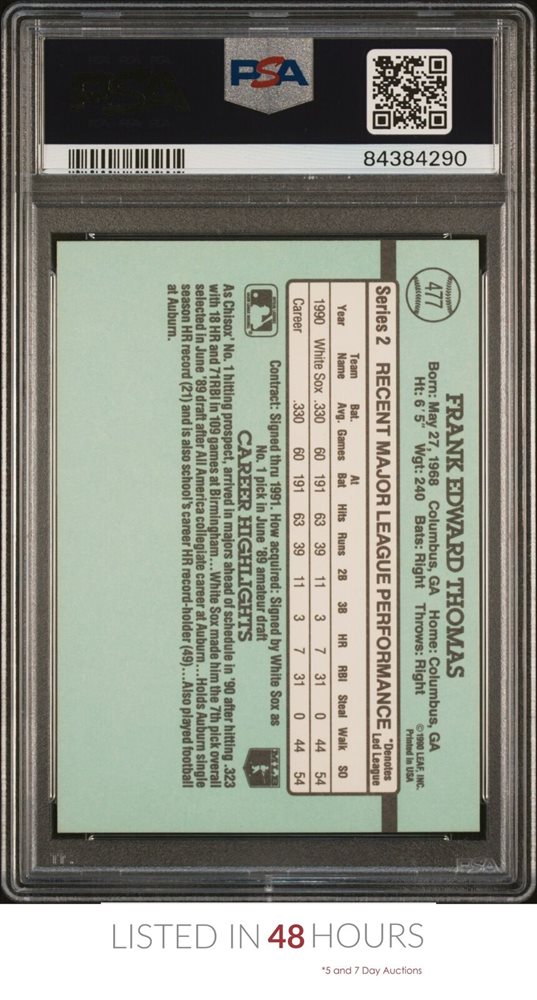 PSA
84384290
477
FRANK EDWARD THOMAS
Born: May 27, 1968 Columbus, GA Home: Columbus, GA
Ht: 6' 5" Wgt: 240 Bats: Right Throws: Right
©1990 LEAF, INC.
Printed in USA
Series 2 RECENT MAJOR LEAGUE PERFORMANCE
*Denotes
Led League
Year Team Name Bat. Avg. Games At Bat Hits Runs 2B 3B HR RBI Steal Walk SO
1990 White Sox .330 60 191 63 39 11 3 7 31 0 44 54
Career .330 60 191 63 39 11 3 7 31 0 44 54
Contract: Signed thru 1991. How acquired: Signed by White Sox as
No. 1 pick in June '89 amateur draft
CAREER HIGHLIGHTS
As Chisox' No. 1 hitting prospect, arrived in majors ahead of schedule in '90 after hitting .323
with 18 HR and 71RBI in 109 games at Birmingham...White Sox made him the 7th pick overall
selected in June '89 draft after All America collegiate career at Auburn...Holds Auburn single
season HR record (21) and is also school's career HR record-holder (49)...Also played football
at Auburn.
PSA
LISTED IN 48 HOURS
*5 and 7 Day Auctions